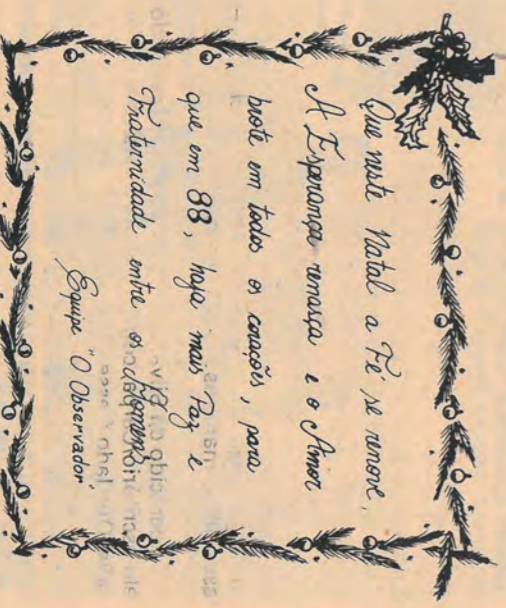 Que neste Natal a Fé se renove,
A Esperança renasça e o Amor
brote em todos os corações, para
que em 88, haja mais Paz e
Fraternidade entre os Homens.
Equipe "O Observador"